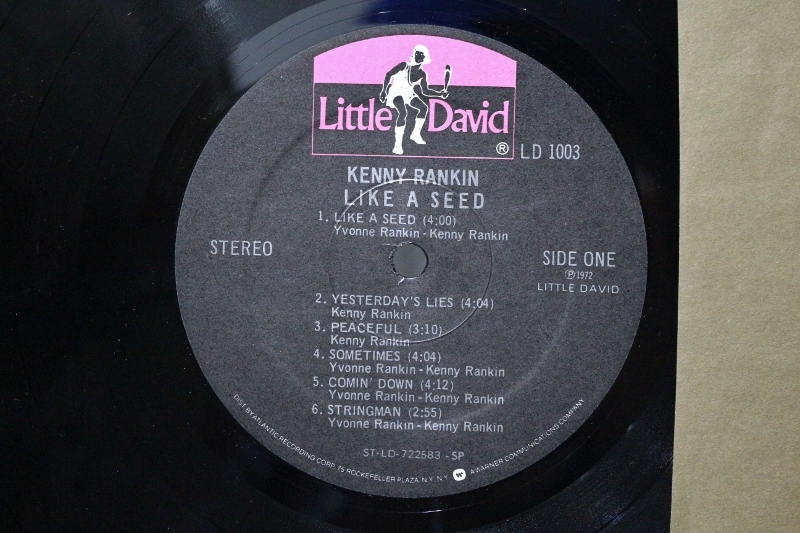 Little David
®
LD 1003
KENNY RANKIN
LIKE A SEED
1. LIKE A SEED (4:00)
Yvonne Rankin - Kenny Rankin
STEREO
SIDE ONE
Ⓟ1972
LITTLE DAVID
2. YESTERDAY'S LIES (4:04)
Kenny Rankin
3. PEACEFUL (3:10)
Kenny Rankin
4. SOMETIMES (4:04)
Yvonne Rankin - Kenny Rankin
5. COMIN' DOWN (4:12)
Yvonne Rankin - Kenny Rankin
6. STRINGMAN (2:55)
Yvonne Rankin - Kenny Rankin
ST-LD-722583 - SP
DIST. BY ATLANTIC RECORDING CORP. 75 ROCKEFELLER PLAZA, N.Y. N.Y. W A WARNER COMMUNICATIONS COMPANY